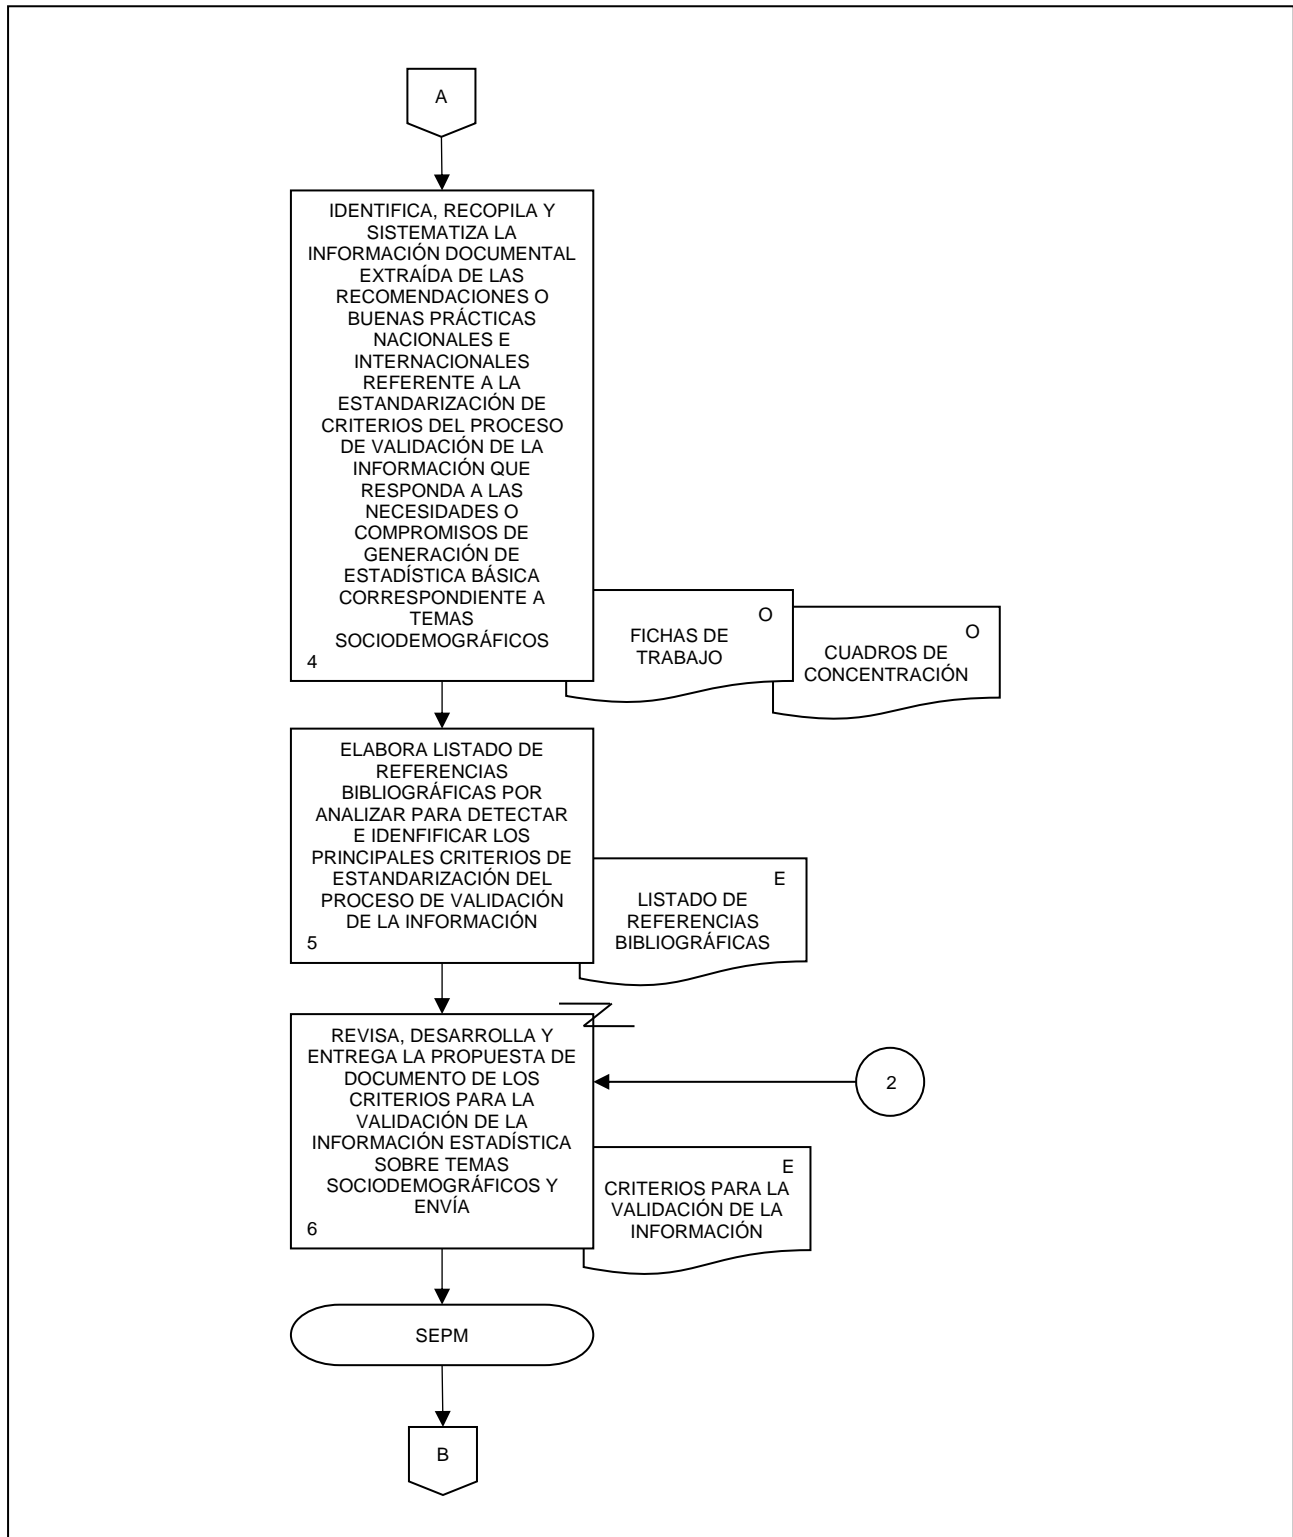 A
IDENTIFICA, RECOPILA Y
SISTEMATIZA LA
INFORMACIÓN DOCUMENTAL
EXTRAÍDA DE LAS
RECOMENDACIONES O
BUENAS PRÁCTICAS
NACIONALES E
INTERNACIONALES
REFERENTE A LA
ESTANDARIZACIÓN DE
CRITERIOS DEL PROCESO
DE VALIDACIÓN DE LA
INFORMACIÓN QUE
RESPONDA A LAS
NECESIDADES O
COMPROMISOS DE
GENERACIÓN DE
ESTADÍSTICA BÁSICA
CORRESPONDIENTE A
TEMAS
SOCIODEMOGRÁFICOS
4
O
FICHAS DE
TRABAJO
O
CUADROS DE
CONCENTRACIÓN
ELABORA LISTADO DE
REFERENCIAS
BIBLIOGRÁFICAS POR
ANALIZAR PARA DETECTAR
E IDENFIFICAR LOS
PRINCIPALES CRITERIOS DE
ESTANDARIZACIÓN DEL
PROCESO DE VALIDACIÓN
DE LA INFORMACIÓN
5
E
LISTADO DE
REFERENCIAS
BIBLIOGRÁFICAS
REVISA, DESARROLLA Y
ENTREGA LA PROPUESTA DE
DOCUMENTO DE LOS
CRITERIOS PARA LA
VALIDACIÓN DE LA
INFORMACIÓN ESTADÍSTICA
SOBRE TEMAS
SOCIODEMOGRÁFICOS Y
ENVÍA
6
2
E
CRITERIOS PARA LA
VALIDACIÓN DE LA
INFORMACIÓN
SEPM
B